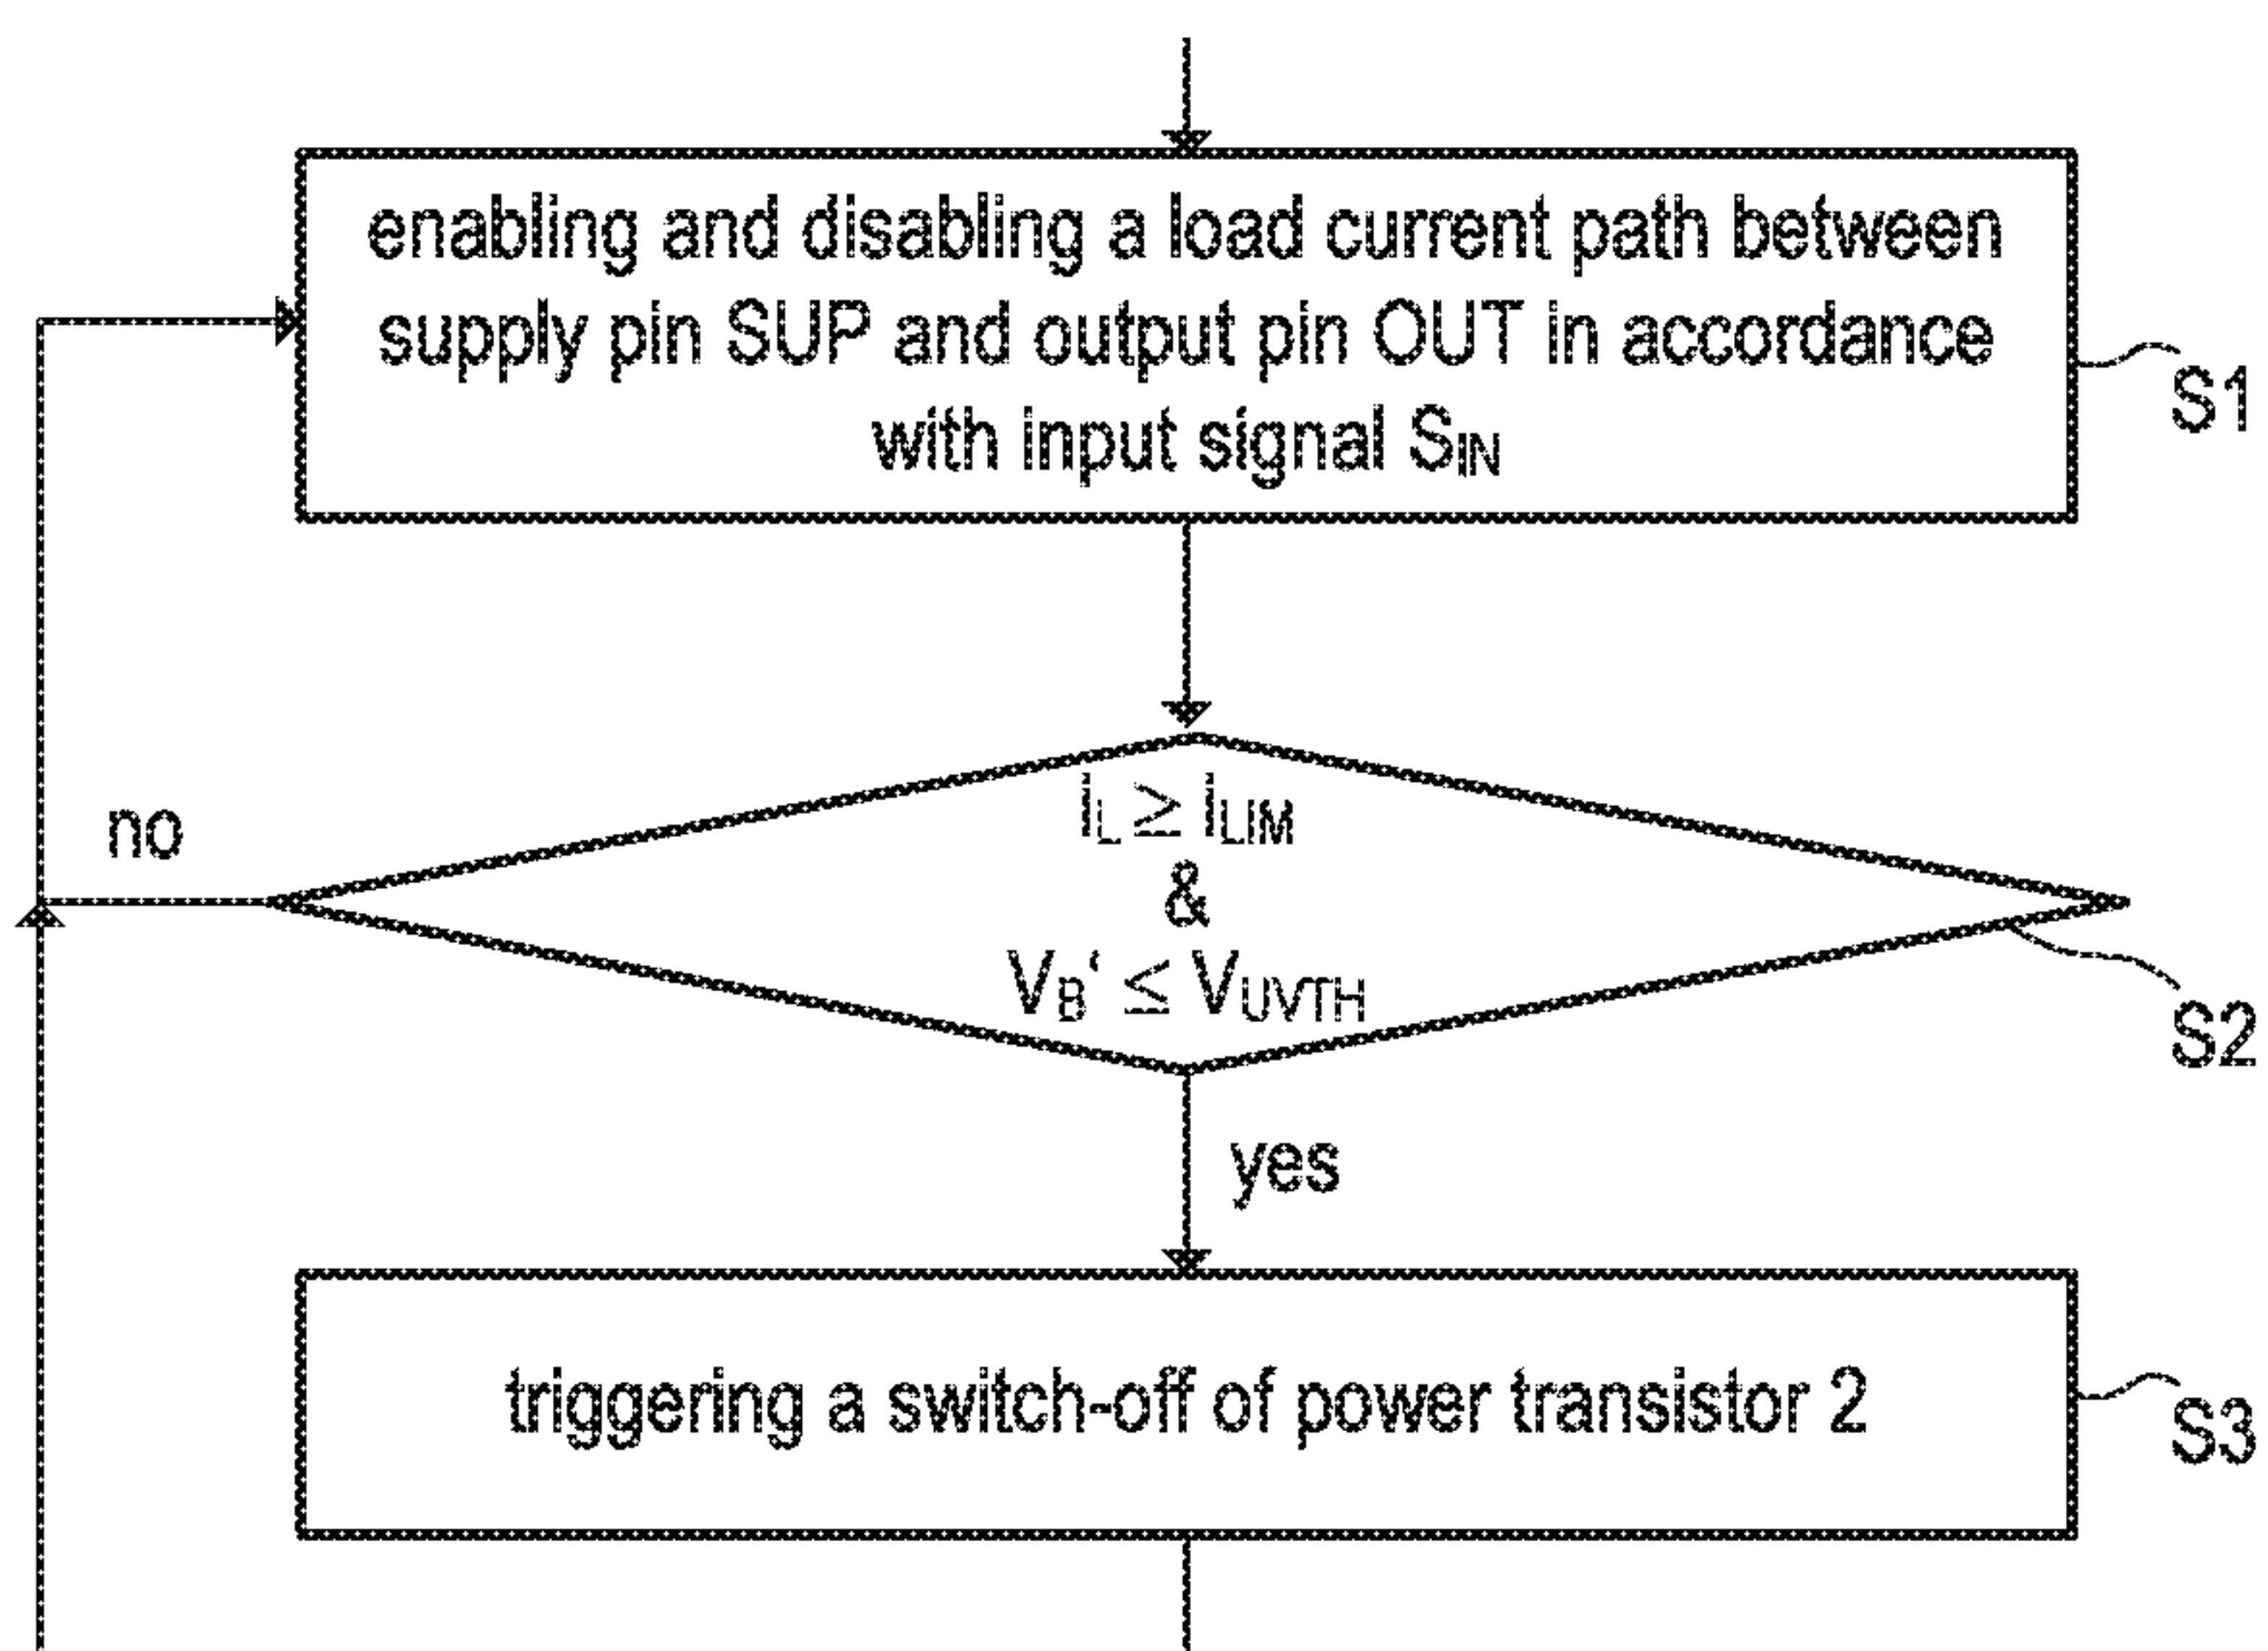 enabling and disabling a load current path between
supply pin SUP and output pin OUT in accordance
with input signal S_IN
S1
i_L ≥ i_LIM
no
&
V_B‘ ≤ V_UVTH
S2
yes
triggering a switch-off of power transistor 2
S3